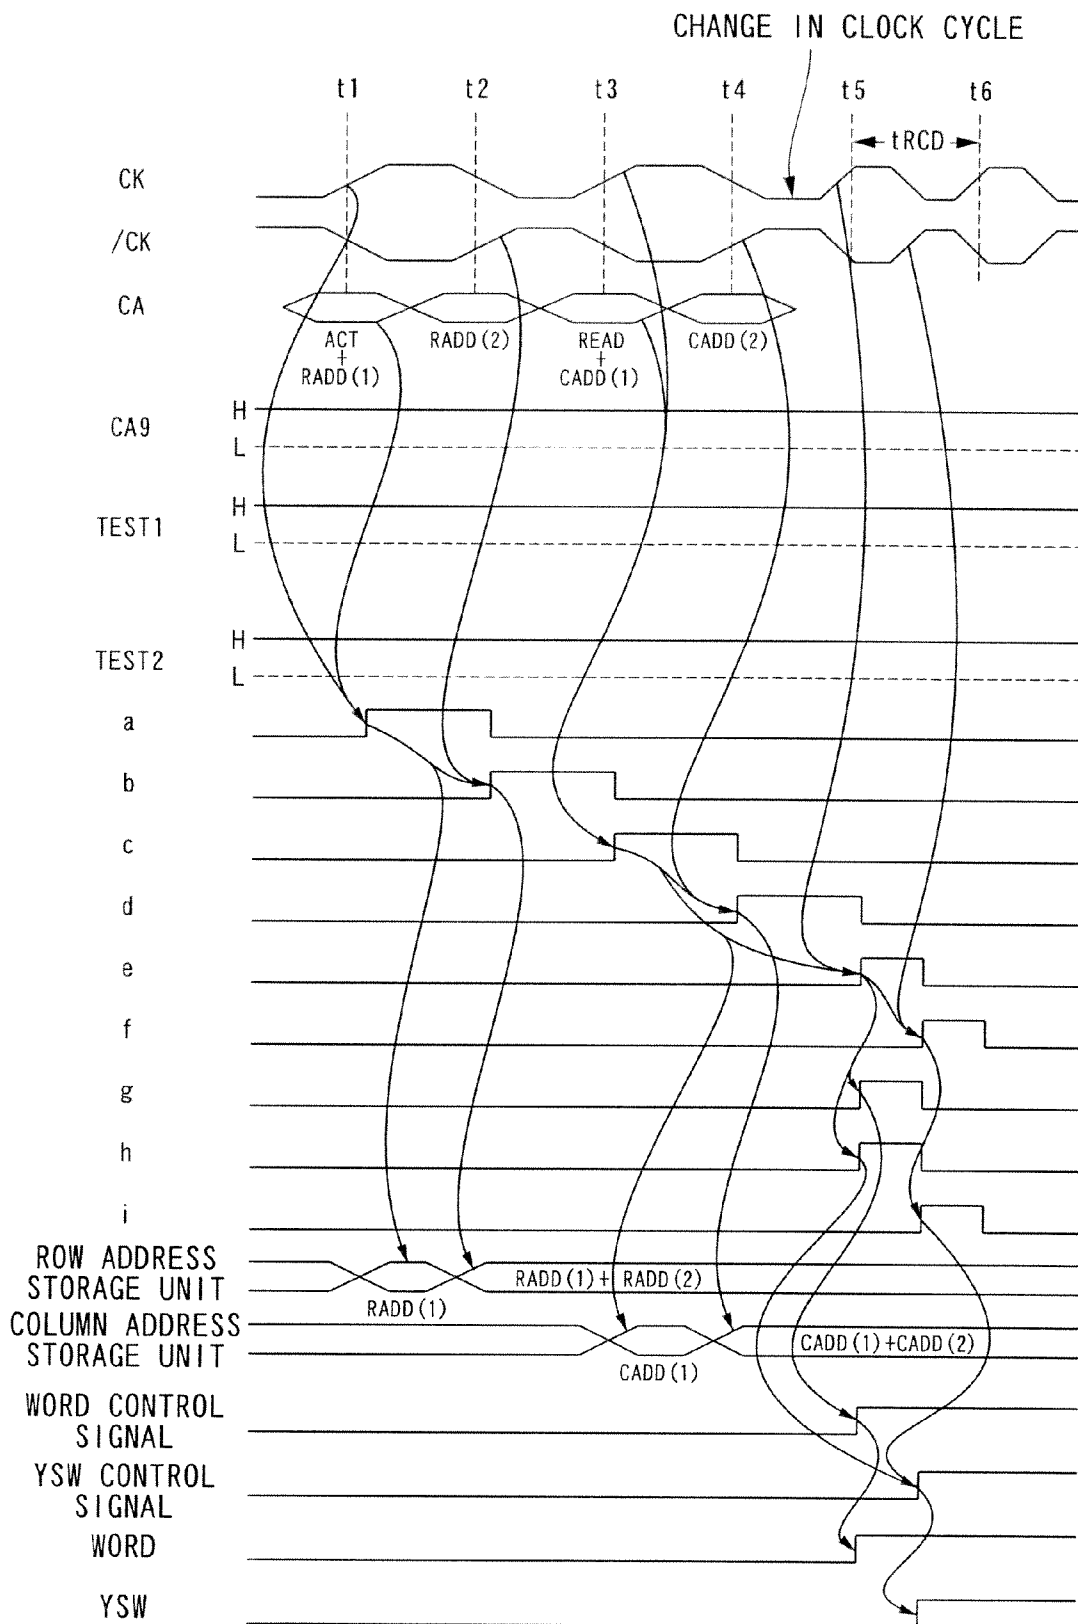 CHANGE IN CLOCK CYCLE
t1 t2 t3 t4 t5 t6
tRCD
CK
/CK
CA
ACT + RADD(1)
RADD(2)
READ + CADD(1)
CADD(2)
CA9 H L
TEST1 H L
TEST2 H L
a
b
c
d
e
f
g
h
i
ROW ADDRESS
STORAGE UNIT
RADD(1)
RADD(1)+RADD(2)
COLUMN ADDRESS
STORAGE UNIT
CADD(1)
CADD(1)+CADD(2)
WORD CONTROL
SIGNAL
YSW CONTROL
SIGNAL
WORD
YSW